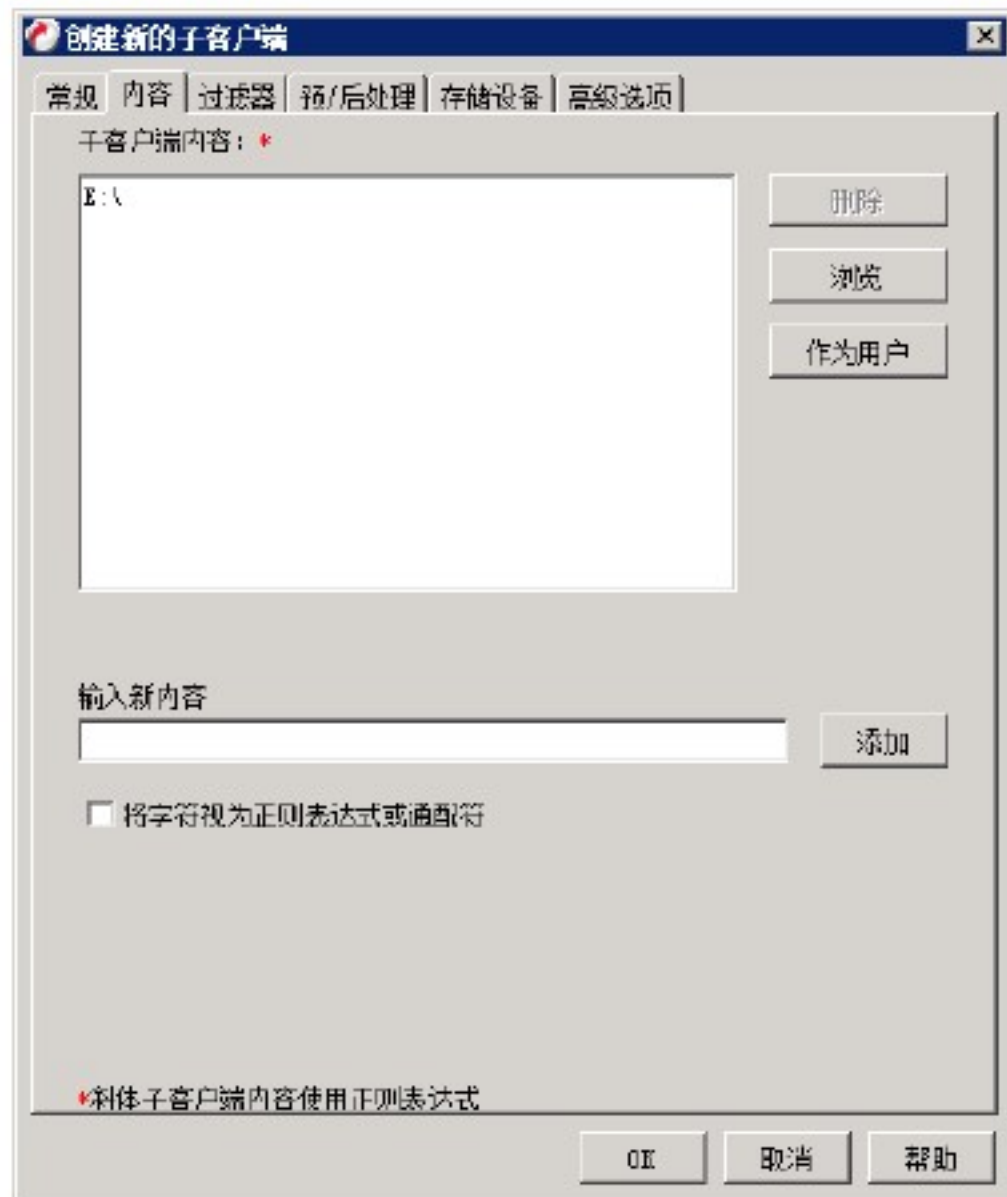 创建新的子客户端
常规 内容 过滤器 预/后处理 存储设备 高级选项
子客户端内容：*
E:\
删除
浏览
作为用户
输入新内容
添加
将字符视为正则表达式或通配符
*斜体子客户端内容使用正则表达式
OK 取消 帮助